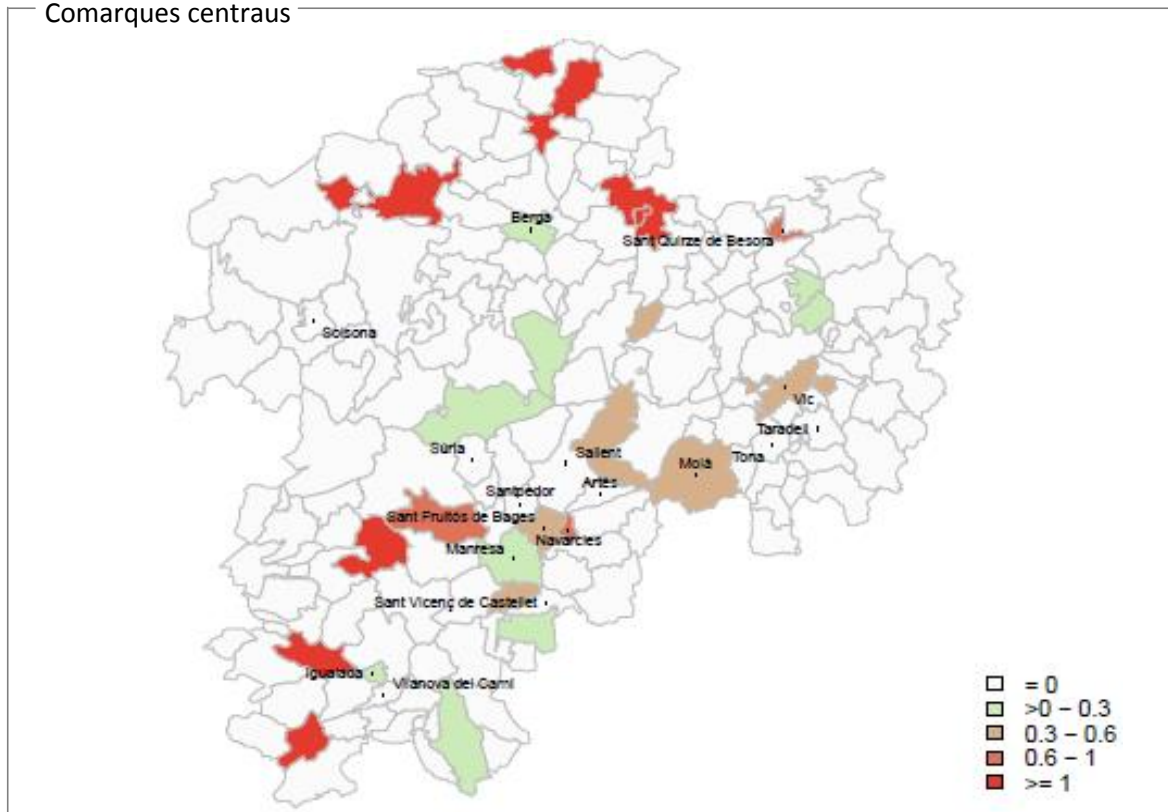 Comarques centraus
Berga
Sant Quirze de Besora
Solsona
Vic
Taradell
Súria
Sallent
Moià
Tona
Artés
Santpedor
Sant Fruitós de Bages
Navarcles
Manresa
Sant Vicenç de Castellet
Igualada
Vilanova del Camí
= 0
>0 – 0.3
0.3 – 0.6
0.6 – 1
>= 1